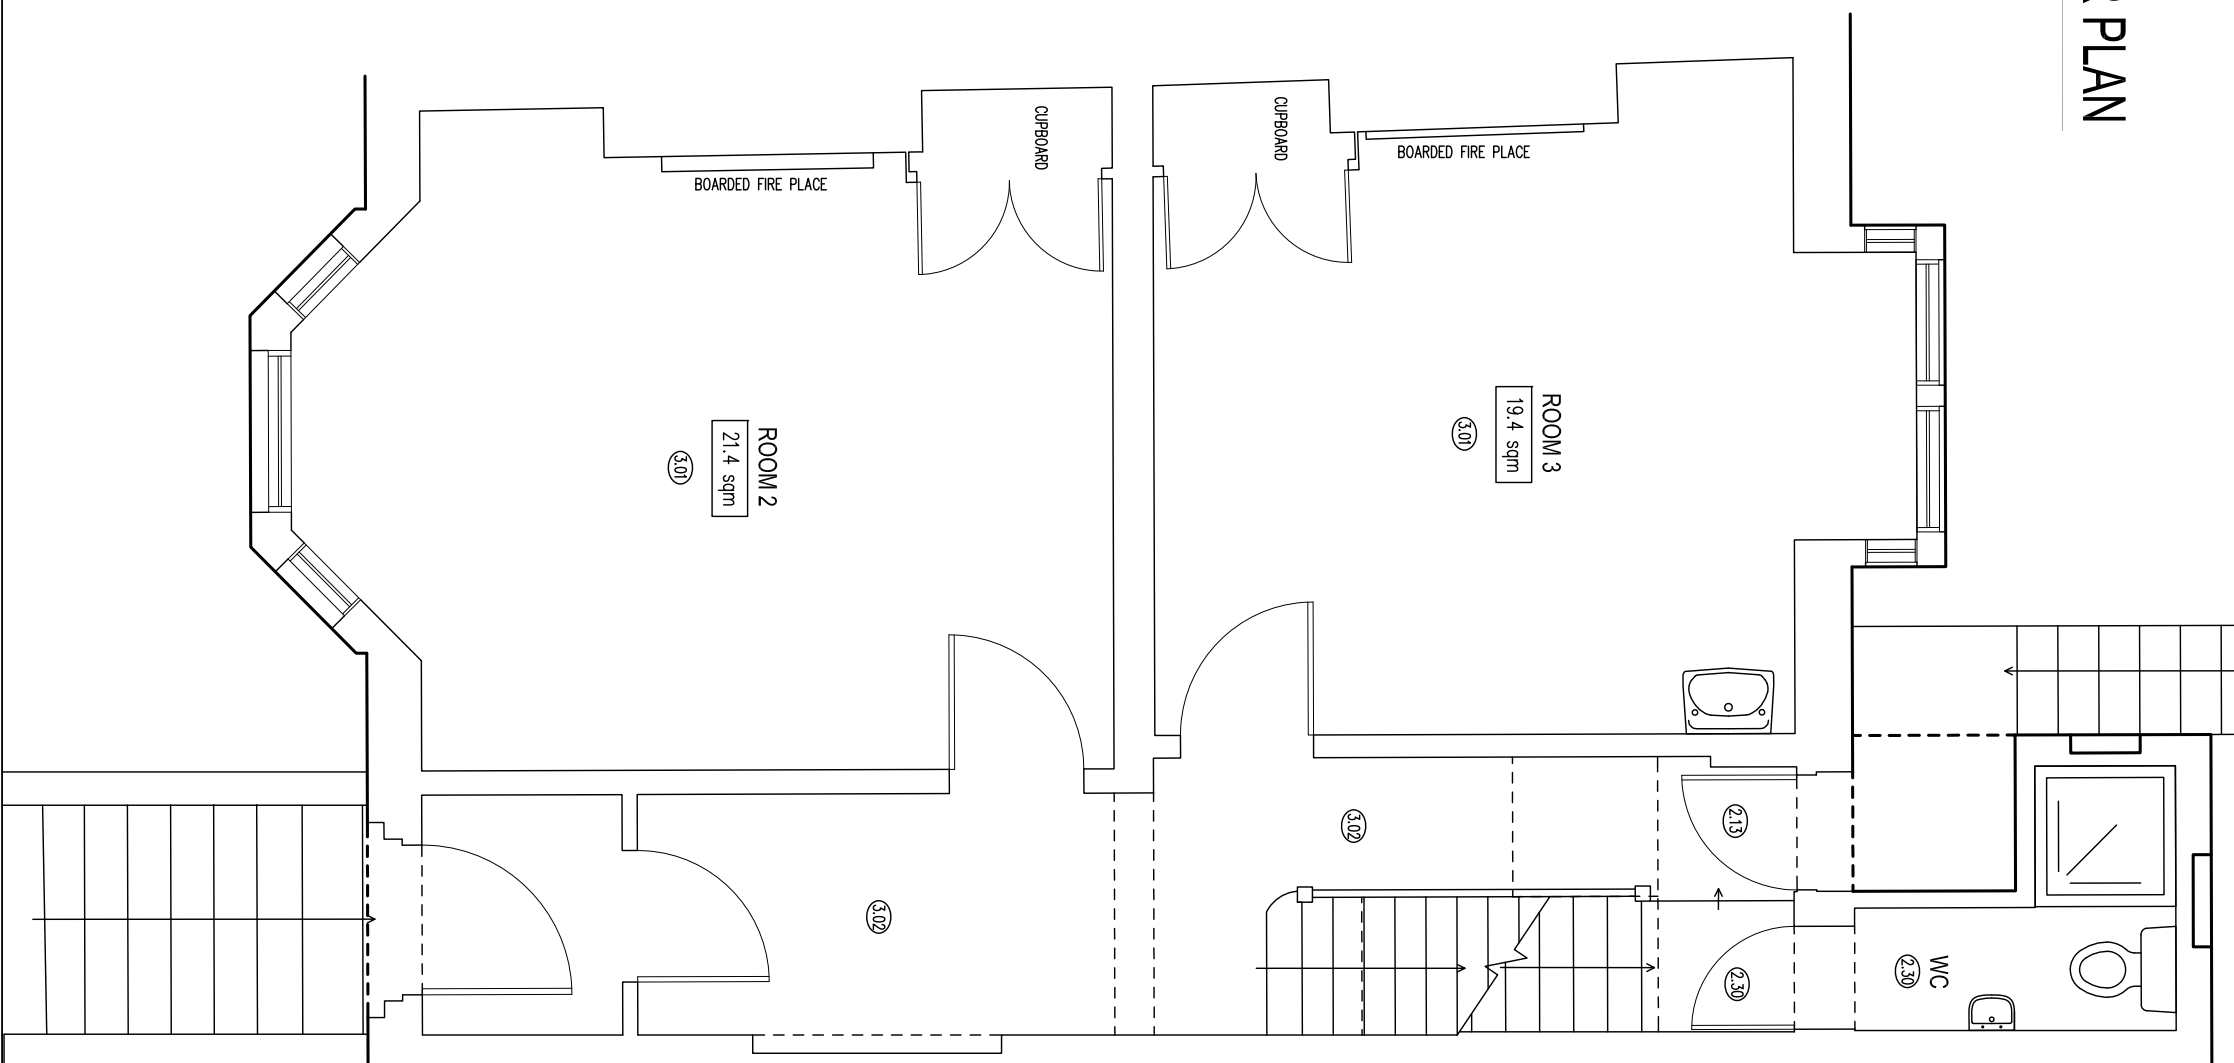 R PLAN
CUPBOARD
CUPBOARD
BOARDED FIRE PLACE
BOARDED FIRE PLACE
ROOM 3
19.4 sqm
3.01
ROOM 2
21.4 sqm
3.01
3.02
2.13
3.02
2.30
WC
2.30